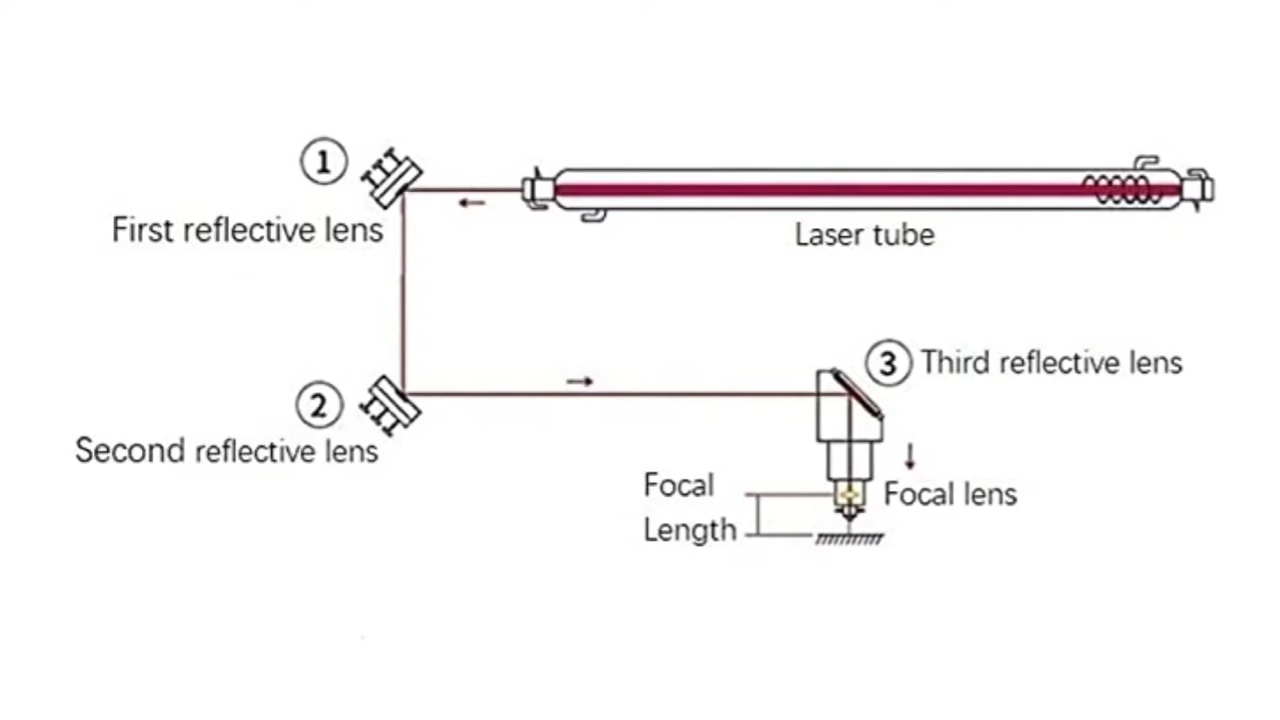 1
First reflective lens
Laser tube
3 Third reflective lens
2
Second reflective lens
Focal
Length
Focal lens